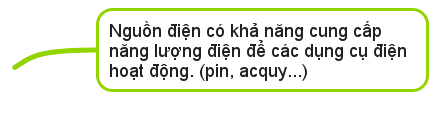 Nguồn điện có khả năng cung cấp
năng lượng điện để các dụng cụ điện
hoạt động. (pin, acquy...)